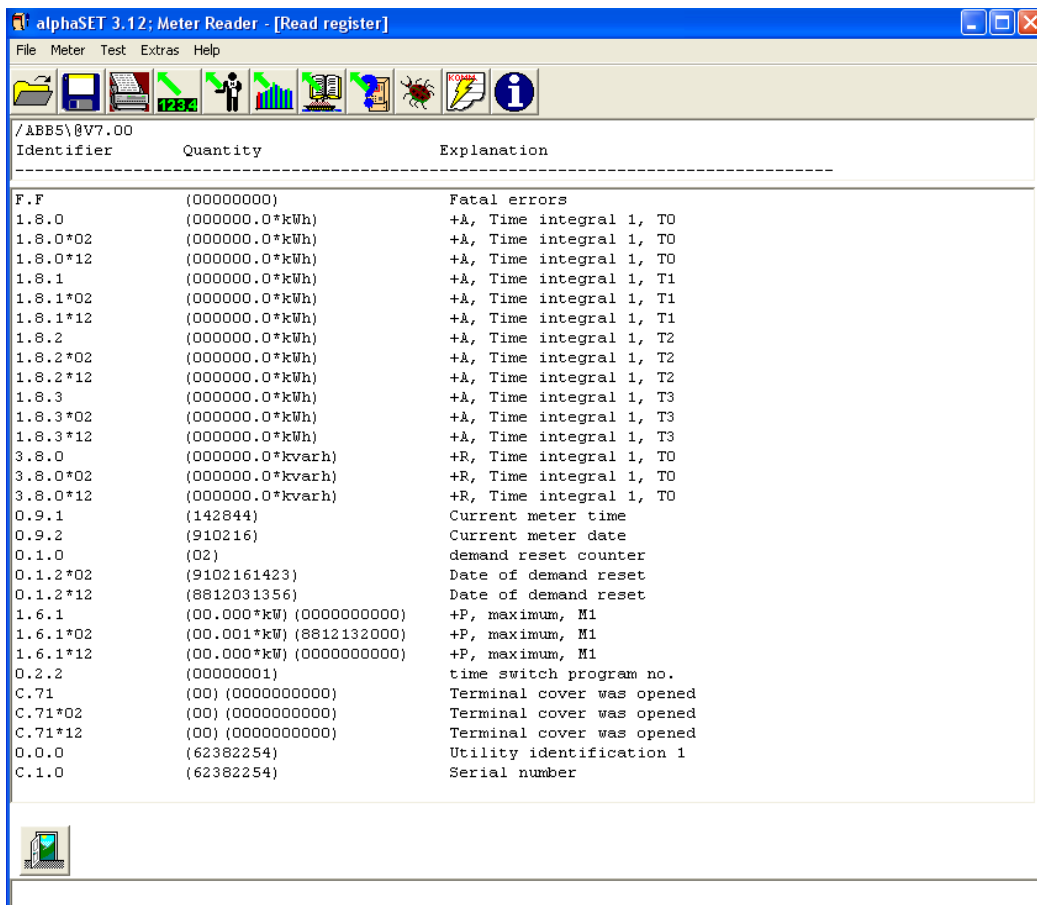 alphaSET 3.12; Meter Reader - [Read register]
File Meter Test Extras Help
123.4 KOMM.
/ABB5\@V7.00
Identifier Quantity Explanation
-----------------------------------------------------------------------------------
F.F (00000000) Fatal errors
1.8.0 (000000.0*kWh) +A, Time integral 1, T0
1.8.0*02 (000000.0*kWh) +A, Time integral 1, T0
1.8.0*12 (000000.0*kWh) +A, Time integral 1, T0
1.8.1 (000000.0*kWh) +A, Time integral 1, T1
1.8.1*02 (000000.0*kWh) +A, Time integral 1, T1
1.8.1*12 (000000.0*kWh) +A, Time integral 1, T1
1.8.2 (000000.0*kWh) +A, Time integral 1, T2
1.8.2*02 (000000.0*kWh) +A, Time integral 1, T2
1.8.2*12 (000000.0*kWh) +A, Time integral 1, T2
1.8.3 (000000.0*kWh) +A, Time integral 1, T3
1.8.3*02 (000000.0*kWh) +A, Time integral 1, T3
1.8.3*12 (000000.0*kWh) +A, Time integral 1, T3
3.8.0 (000000.0*kvarh) +R, Time integral 1, T0
3.8.0*02 (000000.0*kvarh) +R, Time integral 1, T0
3.8.0*12 (000000.0*kvarh) +R, Time integral 1, T0
0.9.1 (142844) Current meter time
0.9.2 (910216) Current meter date
0.1.0 (02) demand reset counter
0.1.2*02 (9102161423) Date of demand reset
0.1.2*12 (8812031356) Date of demand reset
1.6.1 (00.000*kW)(0000000000) +P, maximum, M1
1.6.1*02 (00.001*kW)(8812132000) +P, maximum, M1
1.6.1*12 (00.000*kW)(0000000000) +P, maximum, M1
0.2.2 (00000001) time switch program no.
C.71 (00)(0000000000) Terminal cover was opened
C.71*02 (00)(0000000000) Terminal cover was opened
C.71*12 (00)(0000000000) Terminal cover was opened
0.0.0 (62382254) Utility identification 1
C.1.0 (62382254) Serial number